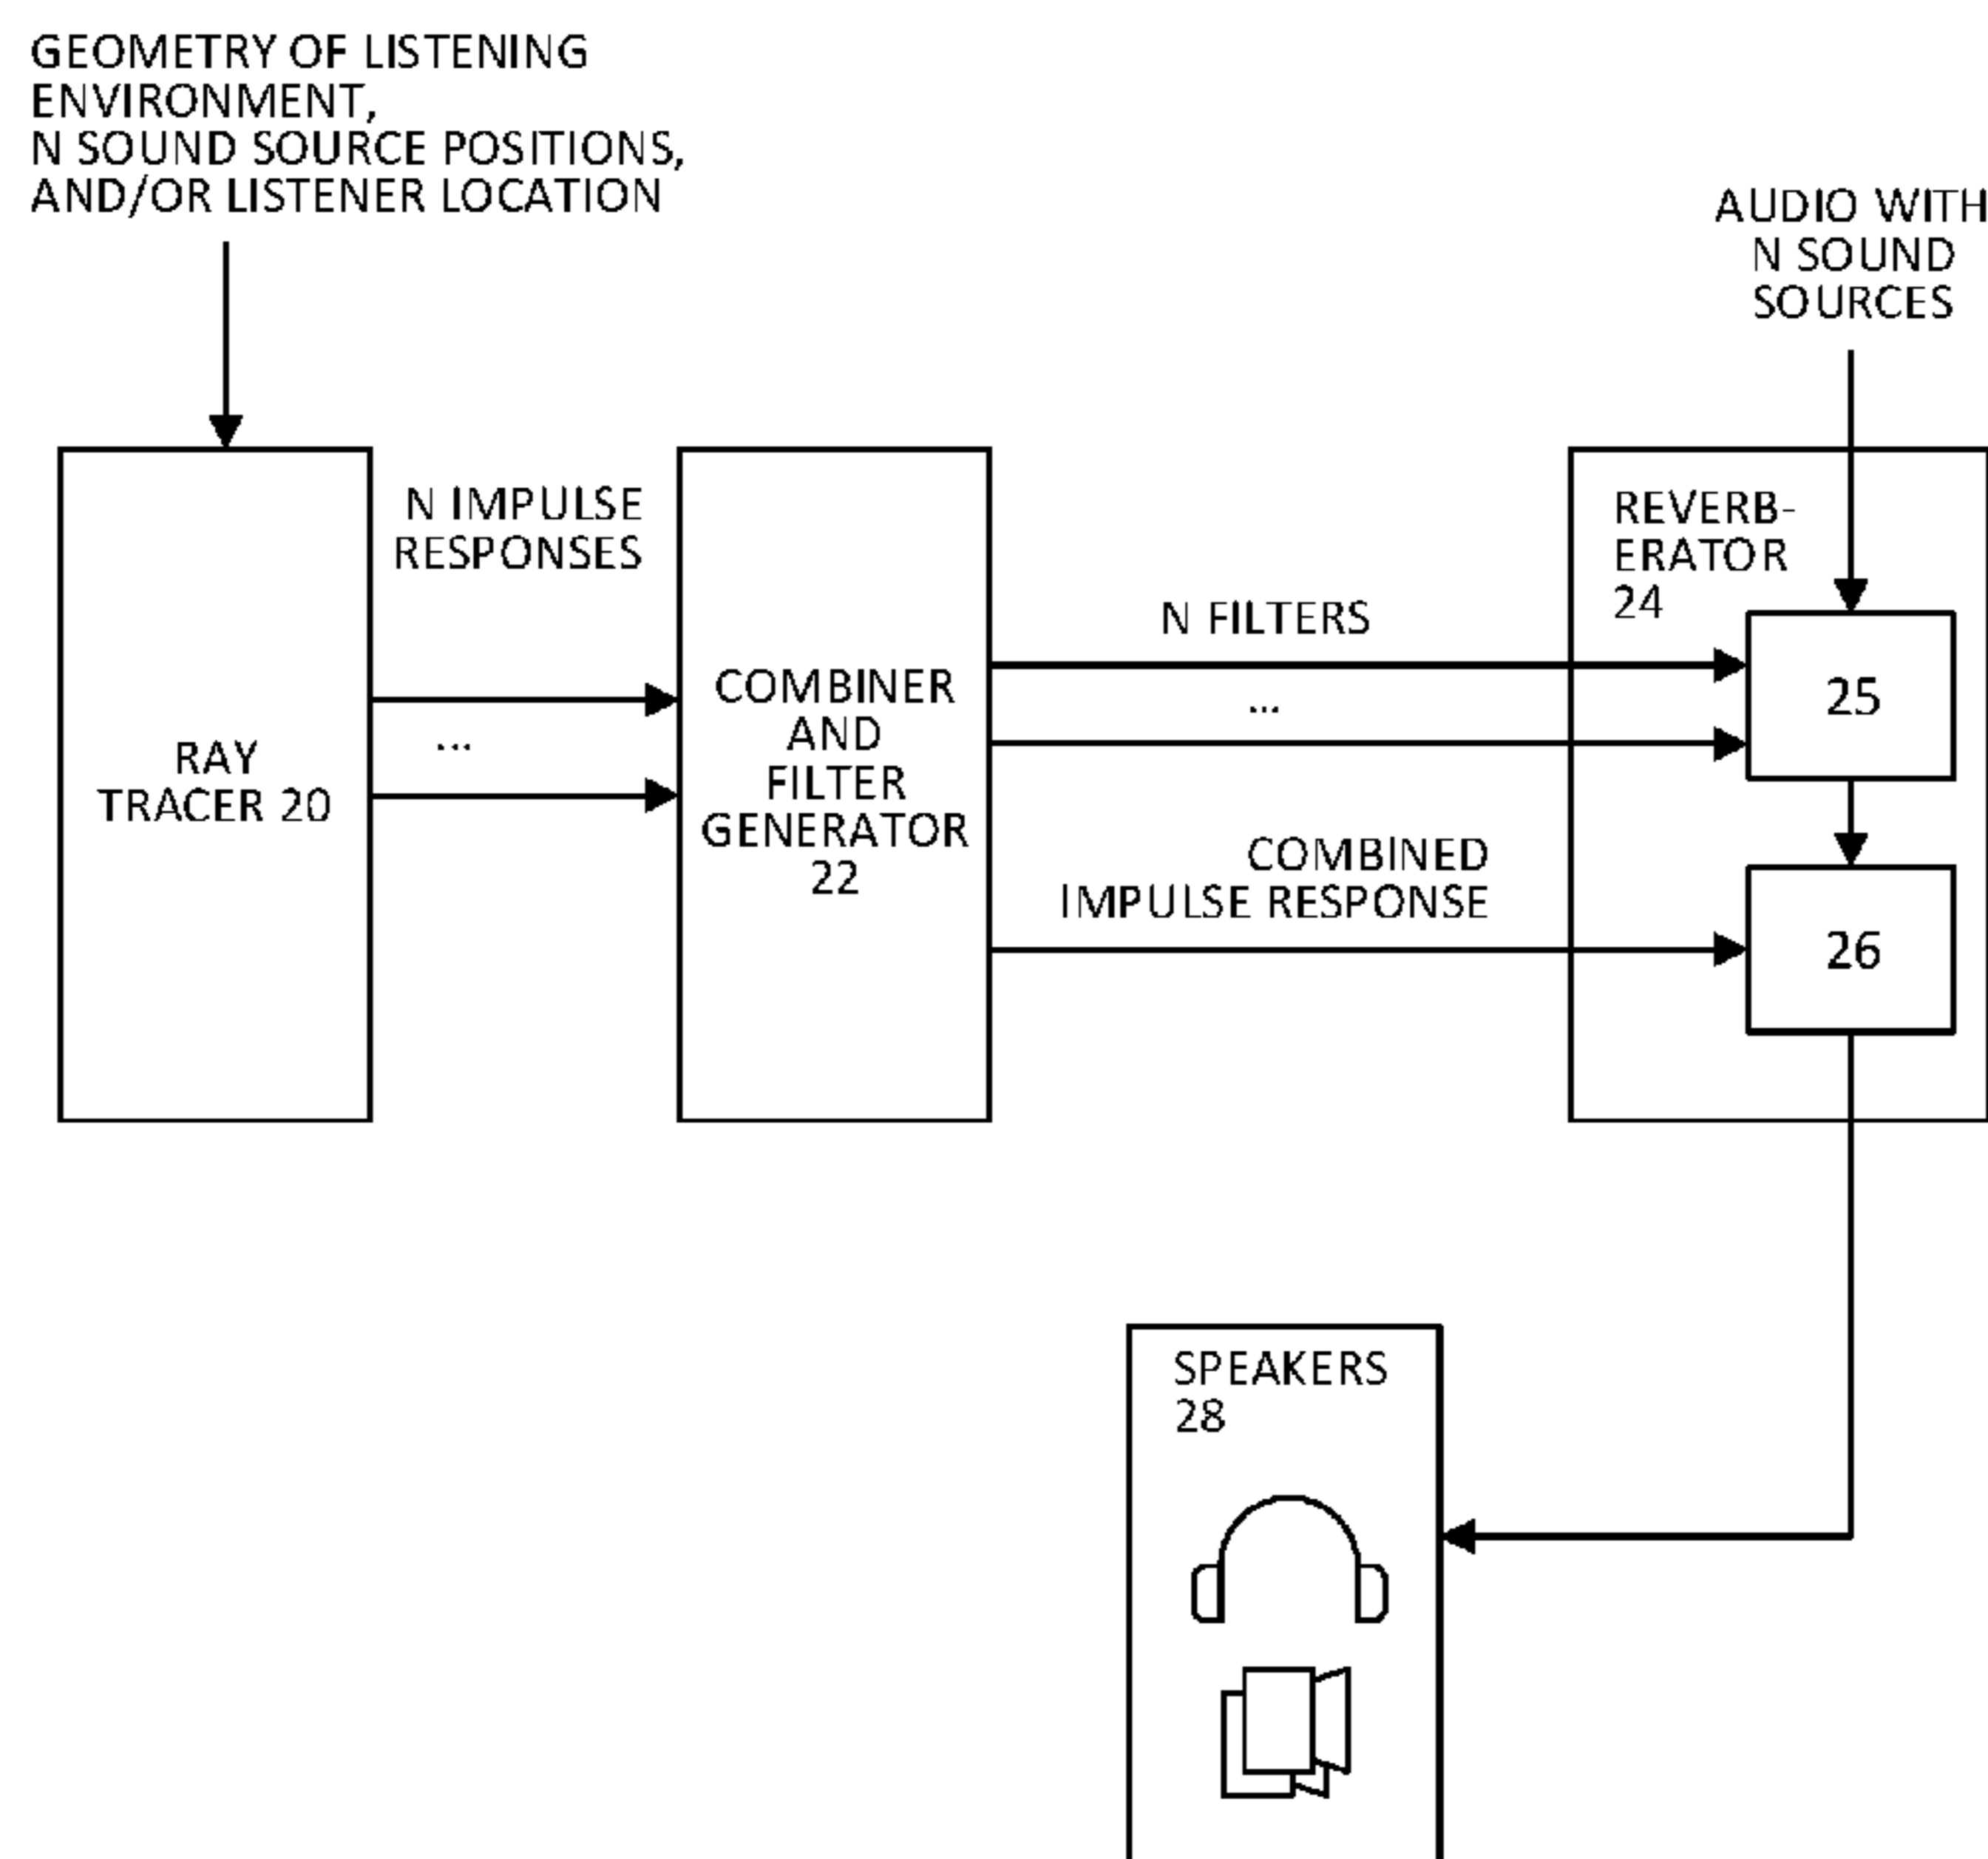 GEOMETRY OF LISTENING
ENVIRONMENT,
N SOUND SOURCE POSITIONS,
AND/OR LISTENER LOCATION
AUDIO WITH
N SOUND
SOURCES
N IMPULSE
RESPONSES
...
RAY
TRACER 20
COMBINER
AND
FILTER
GENERATOR
22
N FILTERS
...
COMBINED
IMPULSE RESPONSE
REVERB-
ERATOR
24
25
26
SPEAKERS
28